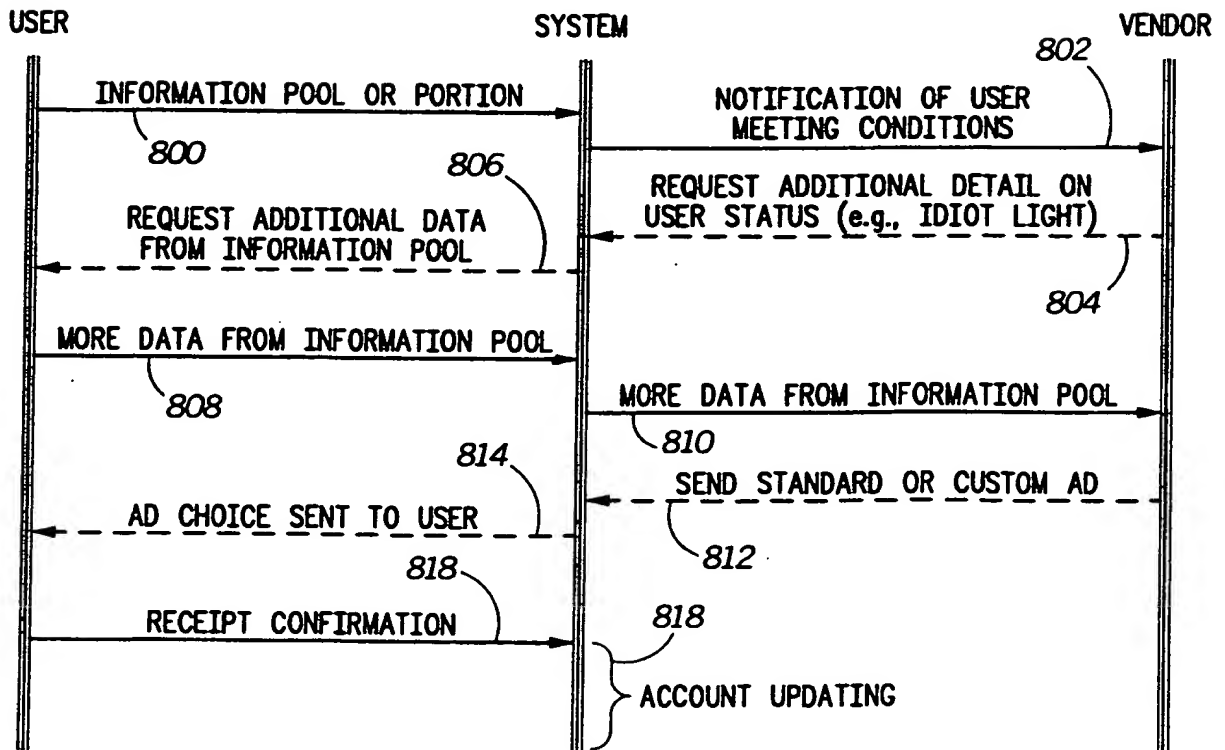 USER
SYSTEM
VENDOR
802
INFORMATION POOL OR PORTION
800
NOTIFICATION OF USER
MEETING CONDITIONS
806
REQUEST ADDITIONAL DETAIL ON
USER STATUS (e.g., IDIOT LIGHT)
804
REQUEST ADDITIONAL DATA
FROM INFORMATION POOL
MORE DATA FROM INFORMATION POOL
808
MORE DATA FROM INFORMATION POOL
810
814
SEND STANDARD OR CUSTOM AD
812
AD CHOICE SENT TO USER
818
RECEIPT CONFIRMATION
818
ACCOUNT UPDATING